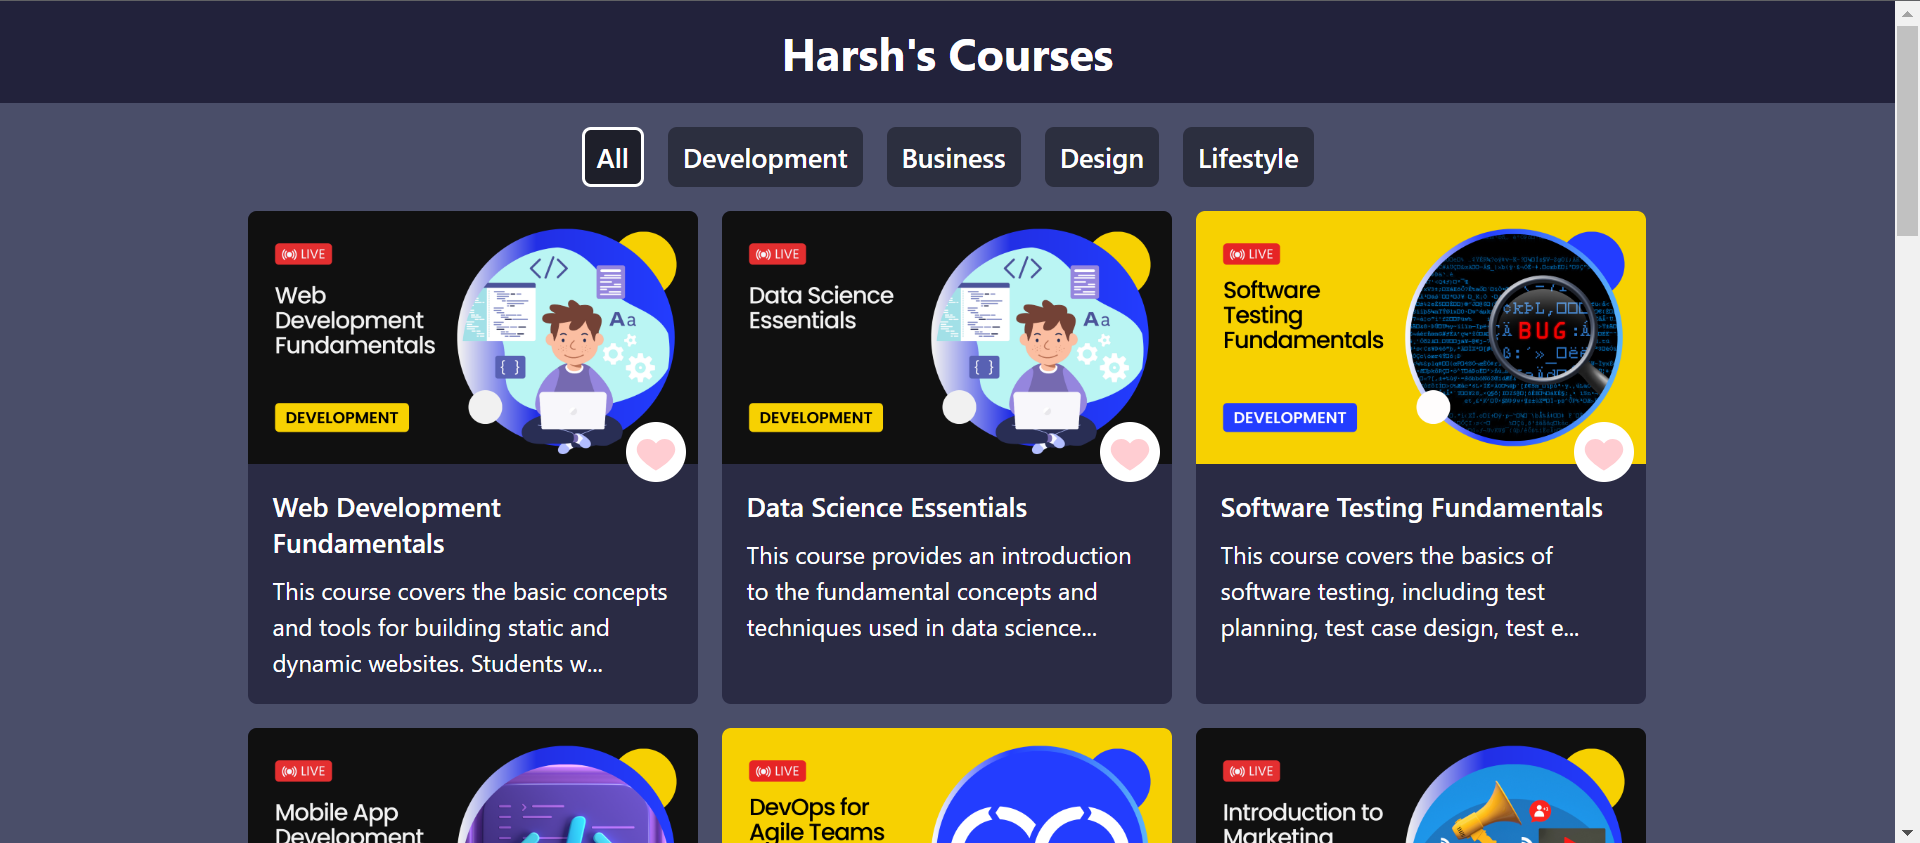 Harsh's Courses
All
Development
Business
Design
Lifestyle
LIVE
Web
Development
Fundamentals
</>
Aa
{ }
DEVELOPMENT
LIVE
Data Science
Essentials
</>
Aa
{ }
DEVELOPMENT
LIVE
Software
Testing
Fundamentals
BUG
DEVELOPMENT
Web Development
Fundamentals
This course covers the basic concepts
and tools for building static and
dynamic websites. Students w...
Data Science Essentials
This course provides an introduction
to the fundamental concepts and
techniques used in data science...
Software Testing Fundamentals
This course covers the basics of
software testing, including test
planning, test case design, test e...
LIVE
Mobile App
Development
LIVE
DevOps for
Agile Teams
LIVE
Introduction to
Marketing